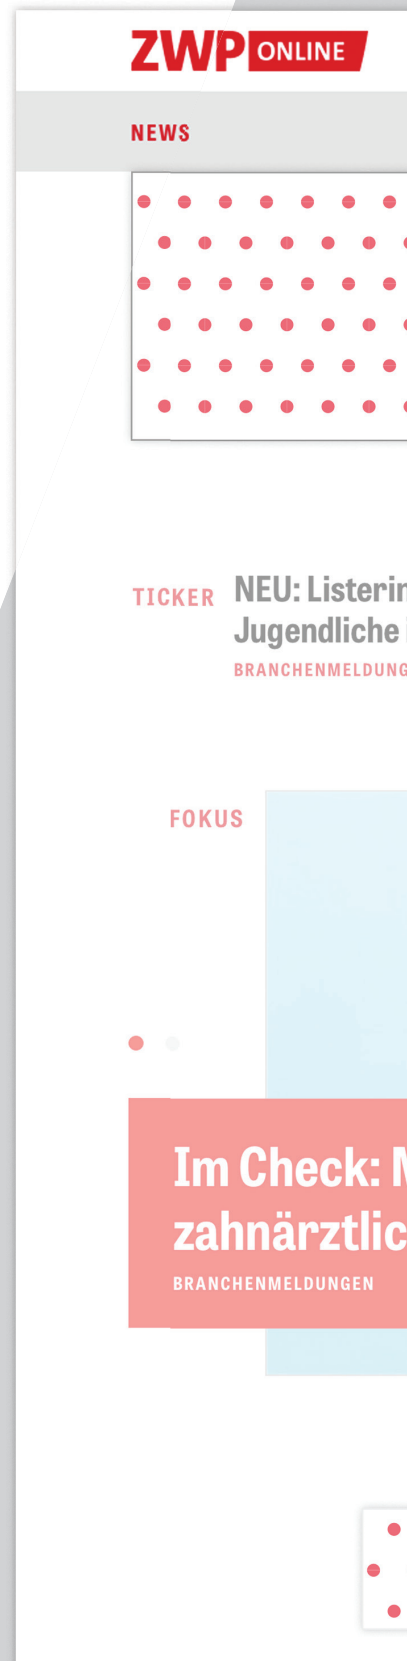 ZWP ONLINE
NEWS
TICKER
NEU: Listerin
Jugendliche
BRANCHENMELDUNG
FOKUS
Im Check:
zahnärztlic
BRANCHENMELDUNGEN